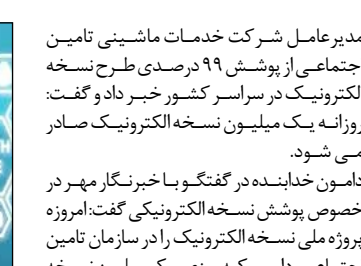 مدیرعامل شرکت خدمات ماشینی تامین
جتماعی از پوشش ۹۹ درصدی طرح نسخه
لکترونیک در سراسر کشور خبر داد و گفت:
روزانه یک میلیون نسخه الکترونیک صادر
می شود.
دامون خدابنده در گفتگو با خبرنگار مهر در
خصوص پوشش نسخه الکترونیکی گفت: امروزه
پروژه ملی نسخه الکترونیک را در سازمان تامین